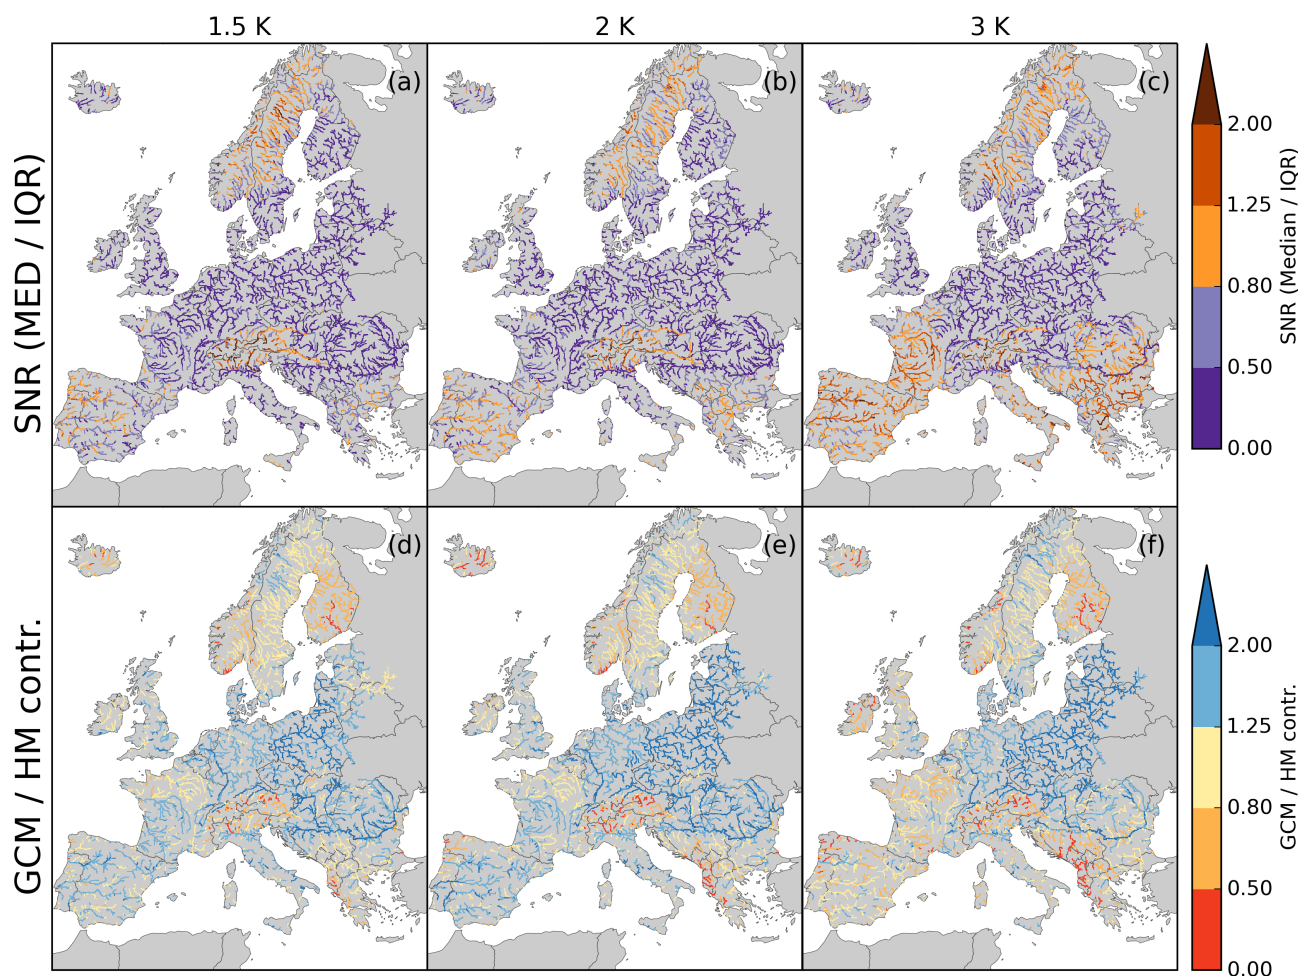 1.5 K
2 K
3 K
SNR (MED / IQR)
(a)
(b)
(c)
2.00
1.25
0.80
0.50
0.00
SNR (Median / IQR)
GCM / HM contr.
(d)
(e)
(f)
2.00
1.25
0.80
0.50
0.00
GCM / HM contr.